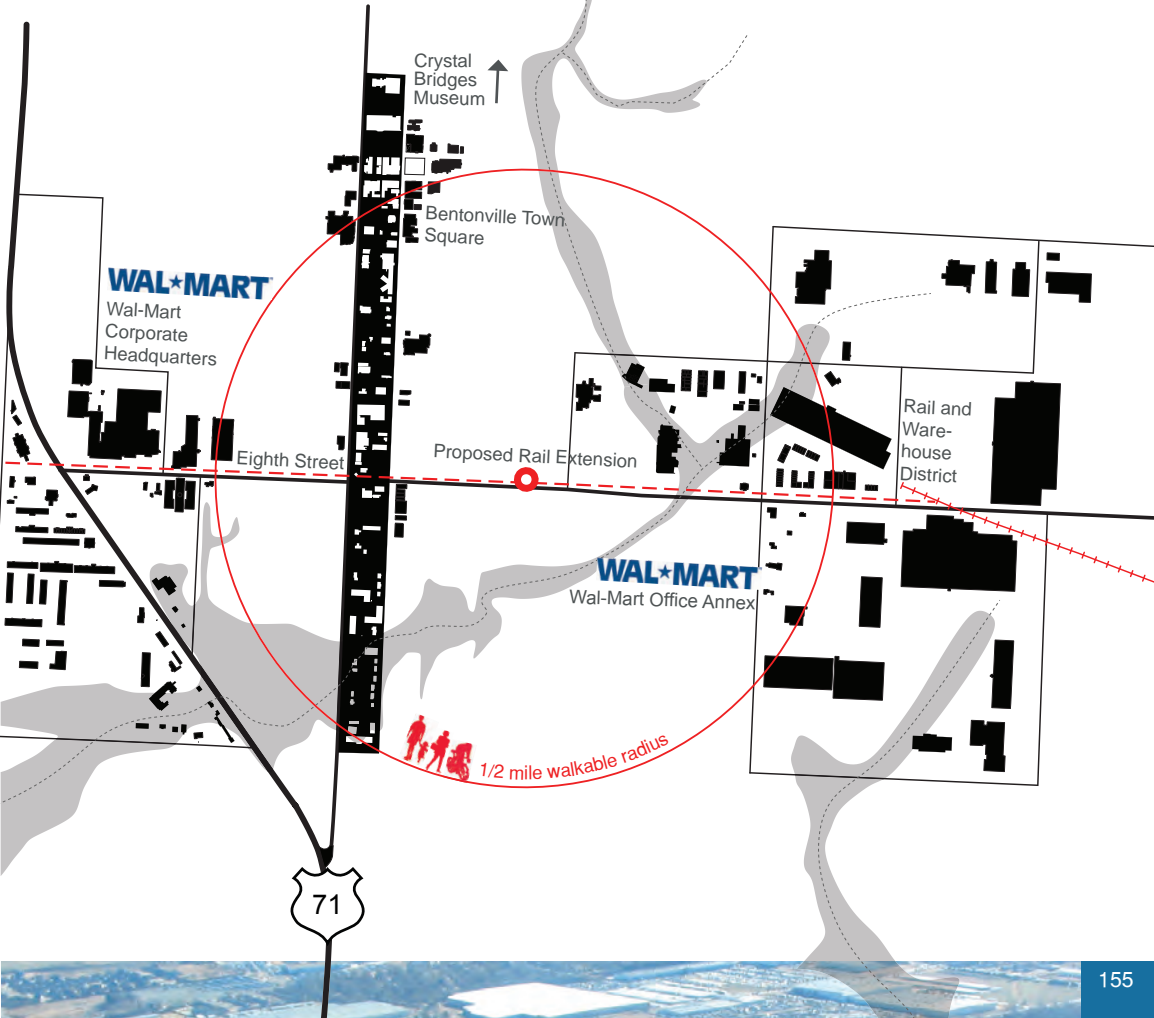 Crystal
Bridges
Museum
Bentonville Town
Square
WAL★MART
Wal-Mart
Corporate
Headquarters
Rail and
Ware-
house
District
Eighth Street
Proposed Rail Extension
WAL★MART
Wal-Mart Office Annex
1/2 mile walkable radius
71
155